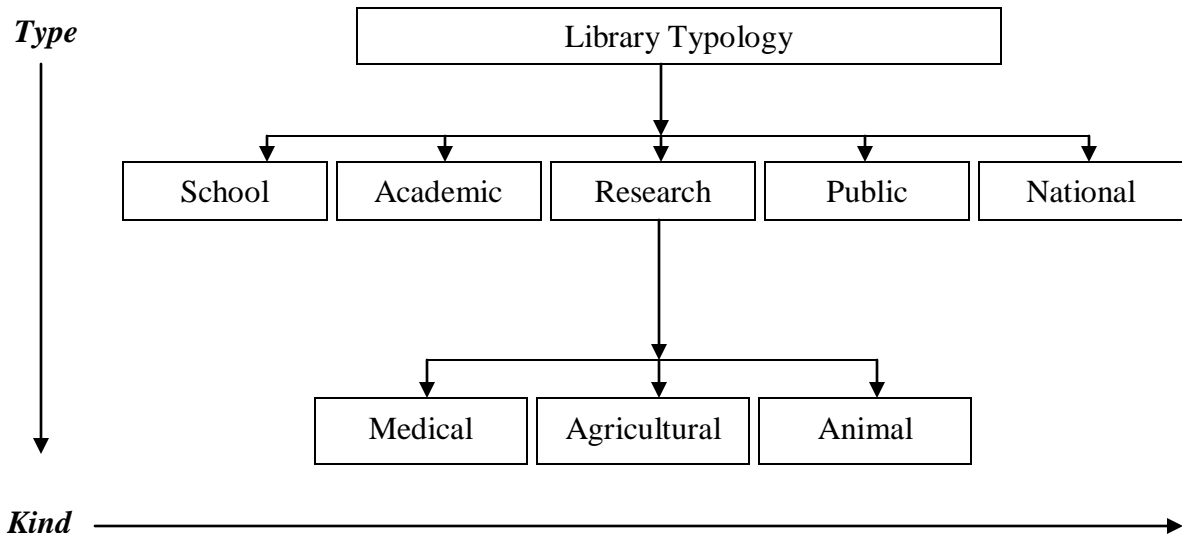 Type
Library Typology
School Academic Research Public National
Medical Agricultural Animal
Kind